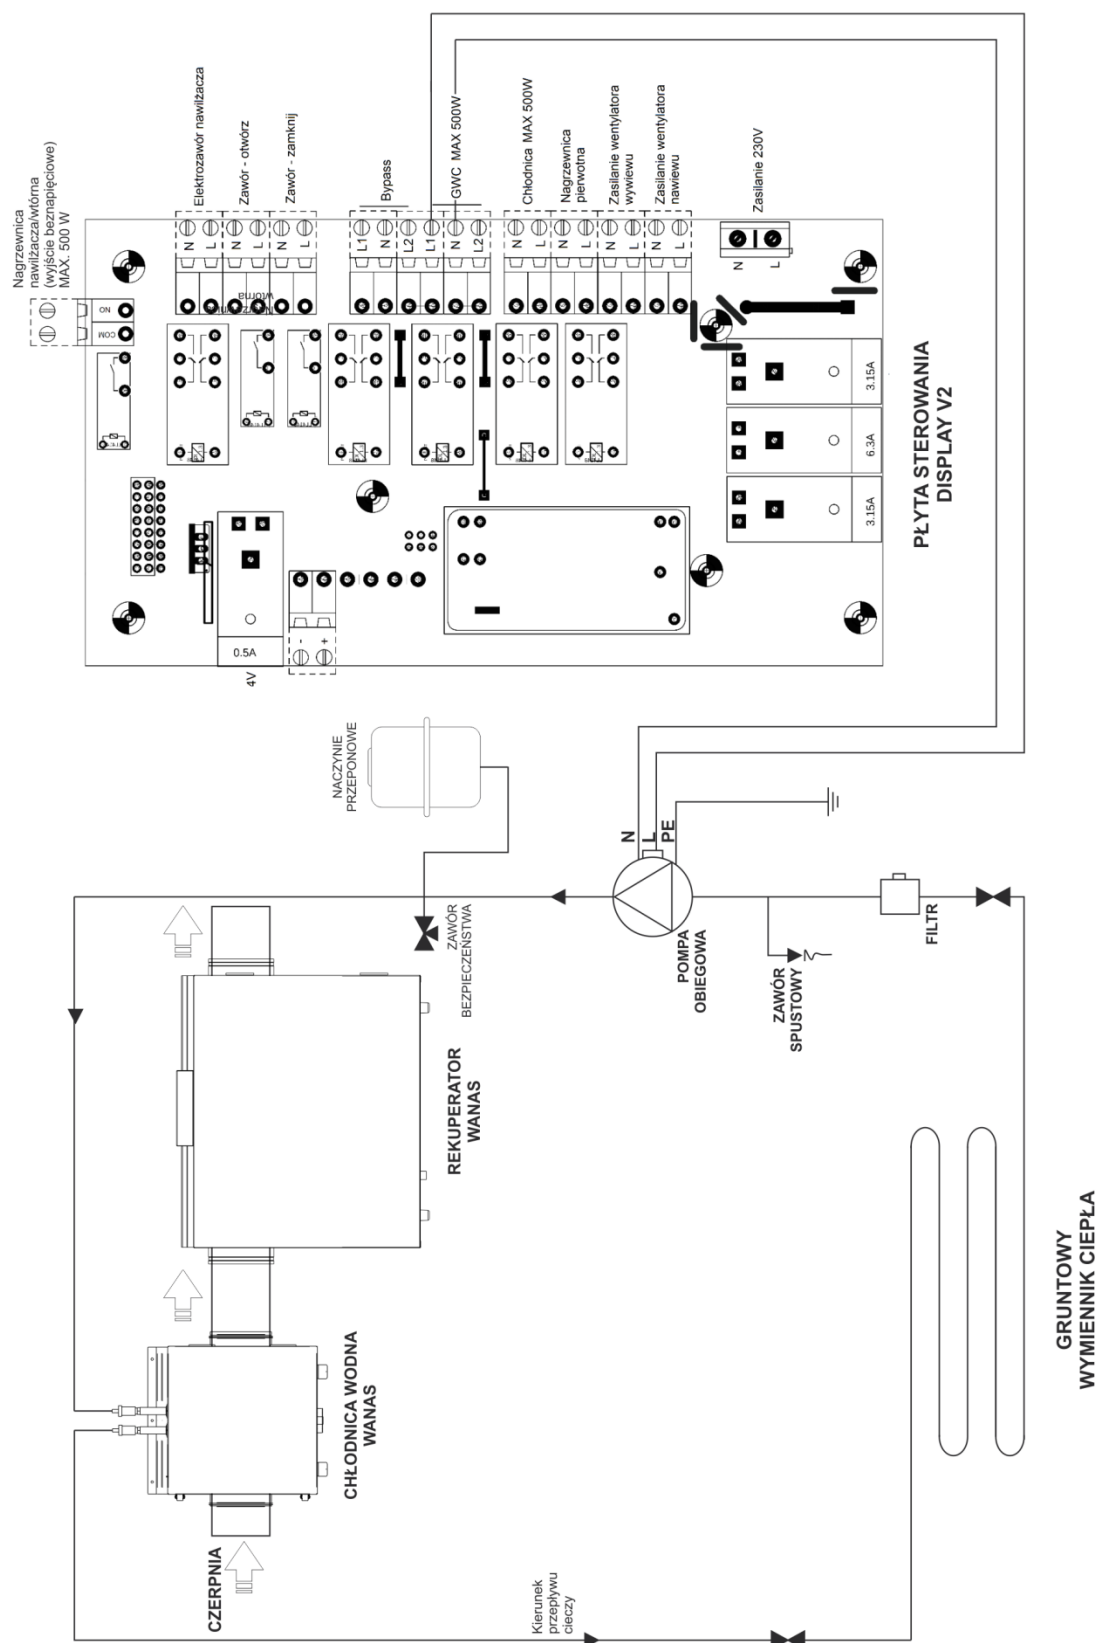 Nagrzewnica
nawilżacza/wtórna
(wyjście beznapięciowe)
MAX. 500 W
NO
COM
Elektrozawór nawilżacza
N
L
Zawór - otwórz
N
L
Zawór - zamknij
N
L
Bypass
L1
N
L2
GWC MAX 500W
L1
N
L2
Chłodnica MAX 500W
N
L
Nagrzewnica
pierwotna
N
L
Zasilanie wentylatora
wywiewu
N
L
Zasilanie wentylatora
nawiewu
N
L
Zasilanie 230V
N
L
Nagrzewnica
wtórna
0.5A
4V
-
+
3.15A
6.3A
3.15A
PŁYTA STEROWANIA
DISPLAY V2
NACZYNIE
PRZEPONOWE
ZAWÓR
BEZPIECZEŃSTWA
N
L
PE
POMPA
OBIEGOWA
ZAWÓR
SPUSTOWY
FILTR
REKUPERATOR
WANAS
CHŁODNICA WODNA
WANAS
CZERPNIA
Kierunek
przepływu
cieczy
GRUNTOWY
WYMIENNIK CIEPŁA